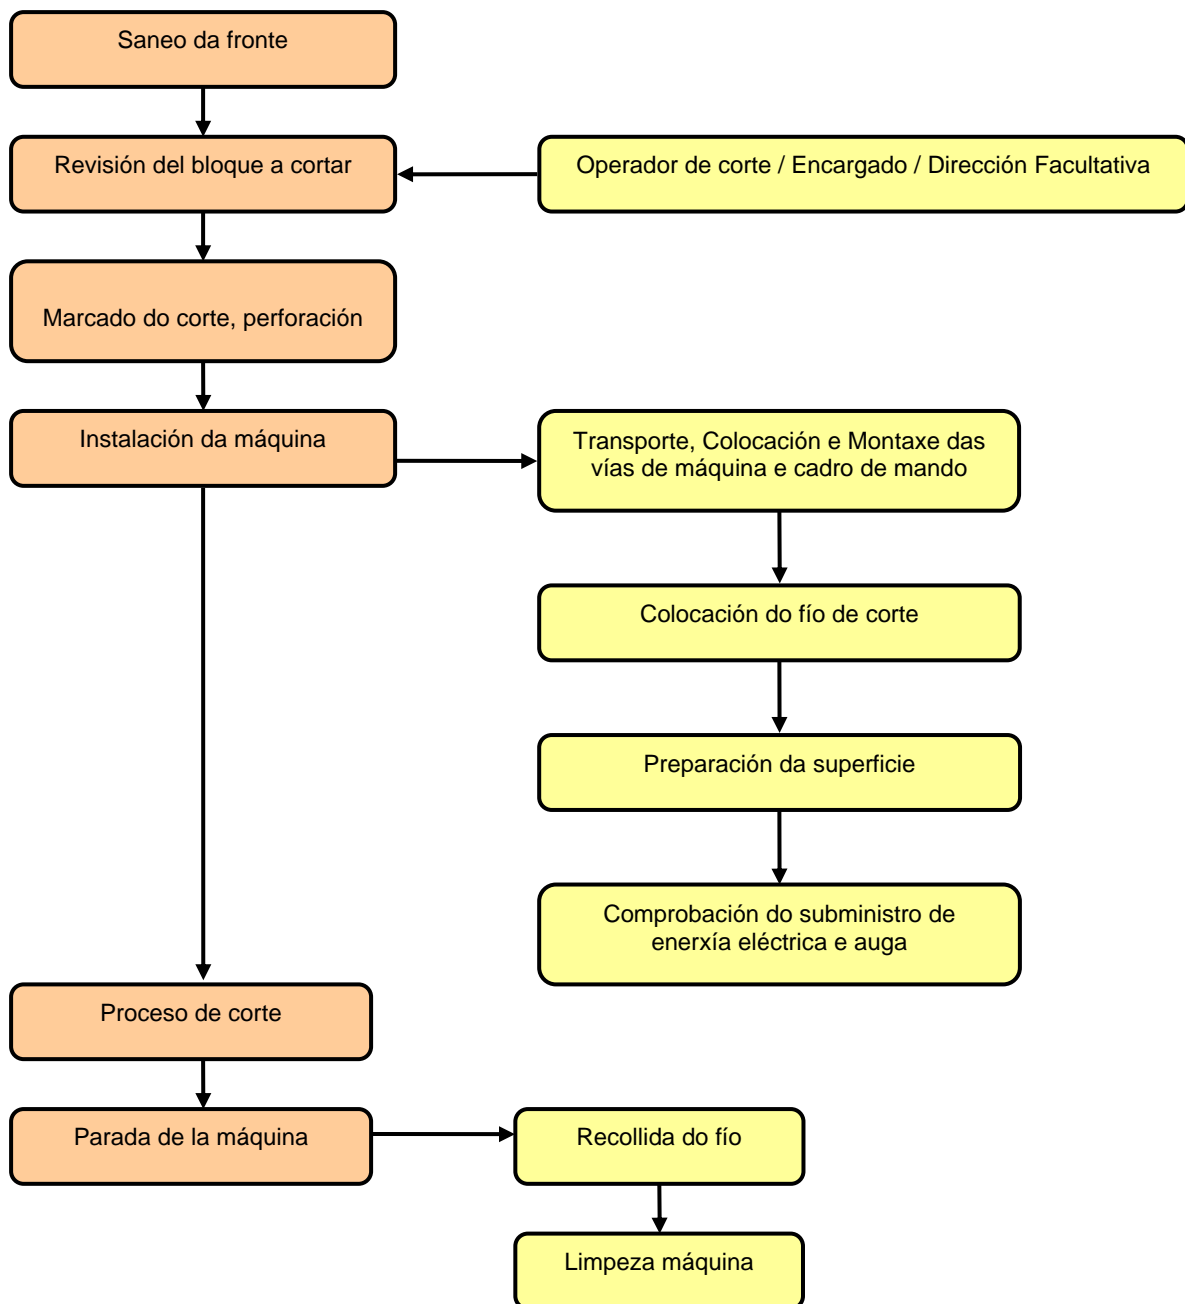 Saneo da fronte
Revisión del bloque a cortar
Operador de corte / Encargado / Dirección Facultativa
Marcado do corte, perforación
Instalación da máquina
Transporte, Colocación e Montaxe das
vías de máquina e cadro de mando
Colocación do fío de corte
Preparación da superficie
Comprobación do subministro de
enerxía eléctrica e auga
Proceso de corte
Parada de la máquina
Recollida do fío
Limpeza máquina